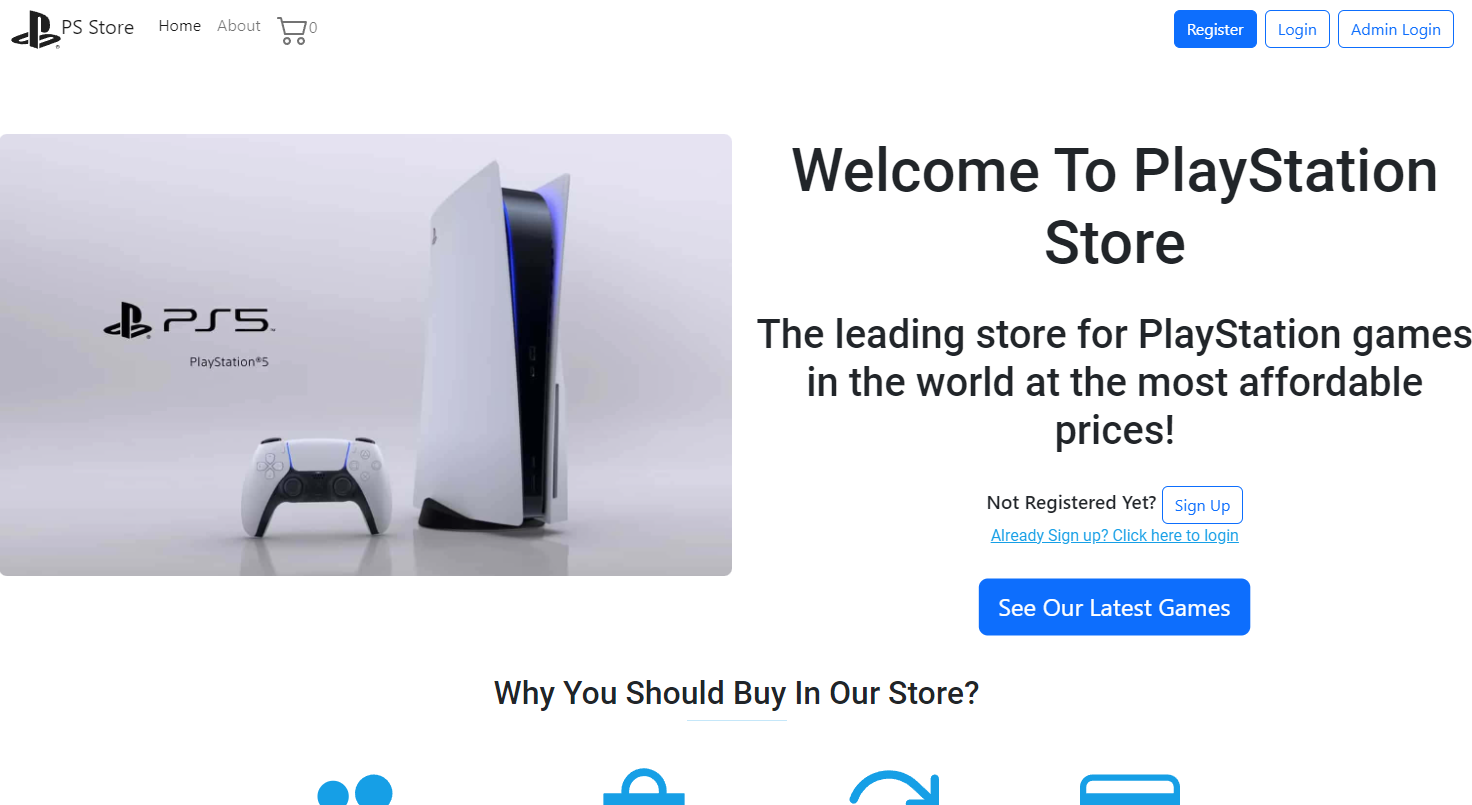 PS Store
Home
About
0
Register
Login
Admin Login
PS5™
PlayStation®5
Welcome To PlayStation
Store
The leading store for PlayStation games
in the world at the most affordable
prices!
Not Registered Yet?
Sign Up
Already Sign up? Click here to login
See Our Latest Games
Why You Should Buy In Our Store?